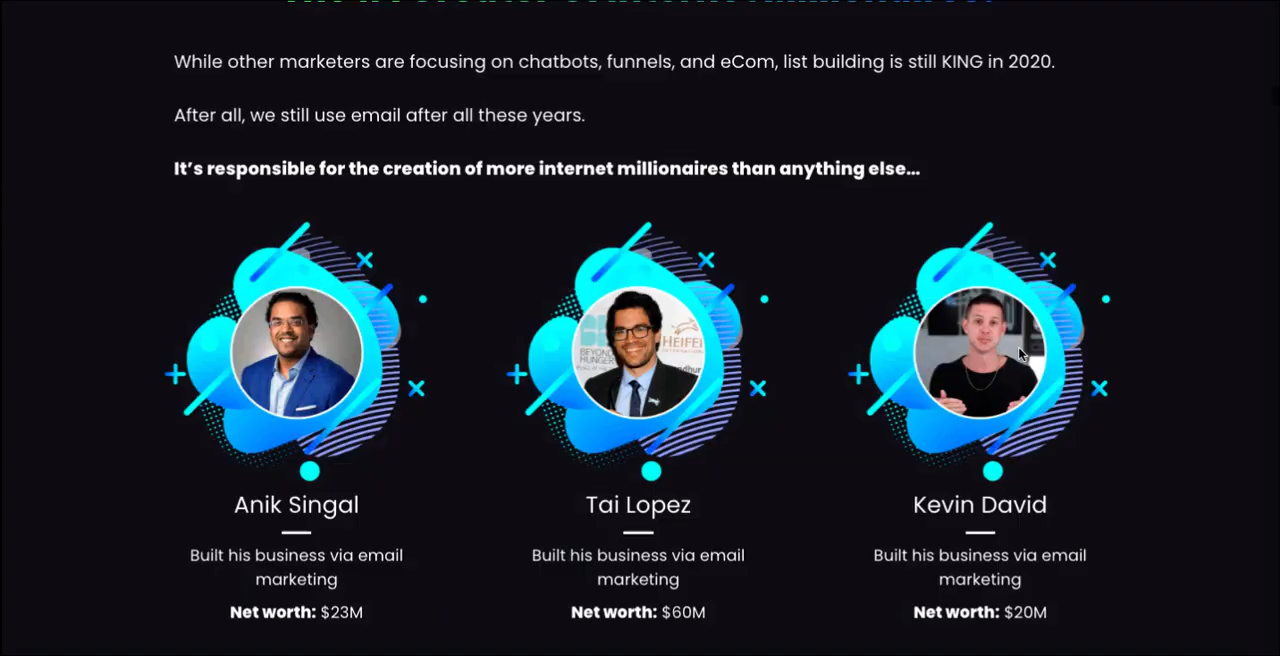 While other marketers are focusing on chatbots, funnels, and eCom, list building is still KING in 2020.
After all, we still use email after all these years.
It’s responsible for the creation of more internet millionaires than anything else...
BEYOND
HUNGER
HEIFE
Anik Singal
Tai Lopez
Kevin David
Built his business via email
marketing
Built his business via email
marketing
Built his business via email
marketing
Net worth: $23M
Net worth: $60M
Net worth: $20M